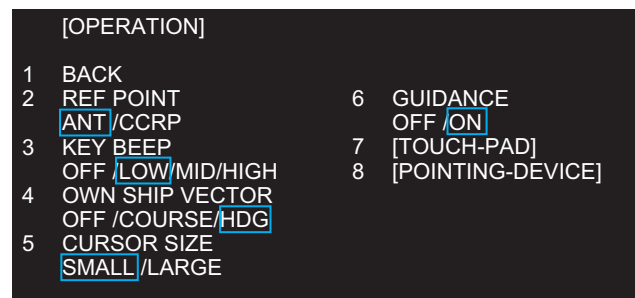 [OPERATION]
1 BACK
2 REF POINT
ANT /CCRP
3 KEY BEEP
OFF /LOW/MID/HIGH
4 OWN SHIP VECTOR
OFF /COURSE/HDG
5 CURSOR SIZE
SMALL /LARGE
6 GUIDANCE
OFF /ON
7 [TOUCH-PAD]
8 [POINTING-DEVICE]